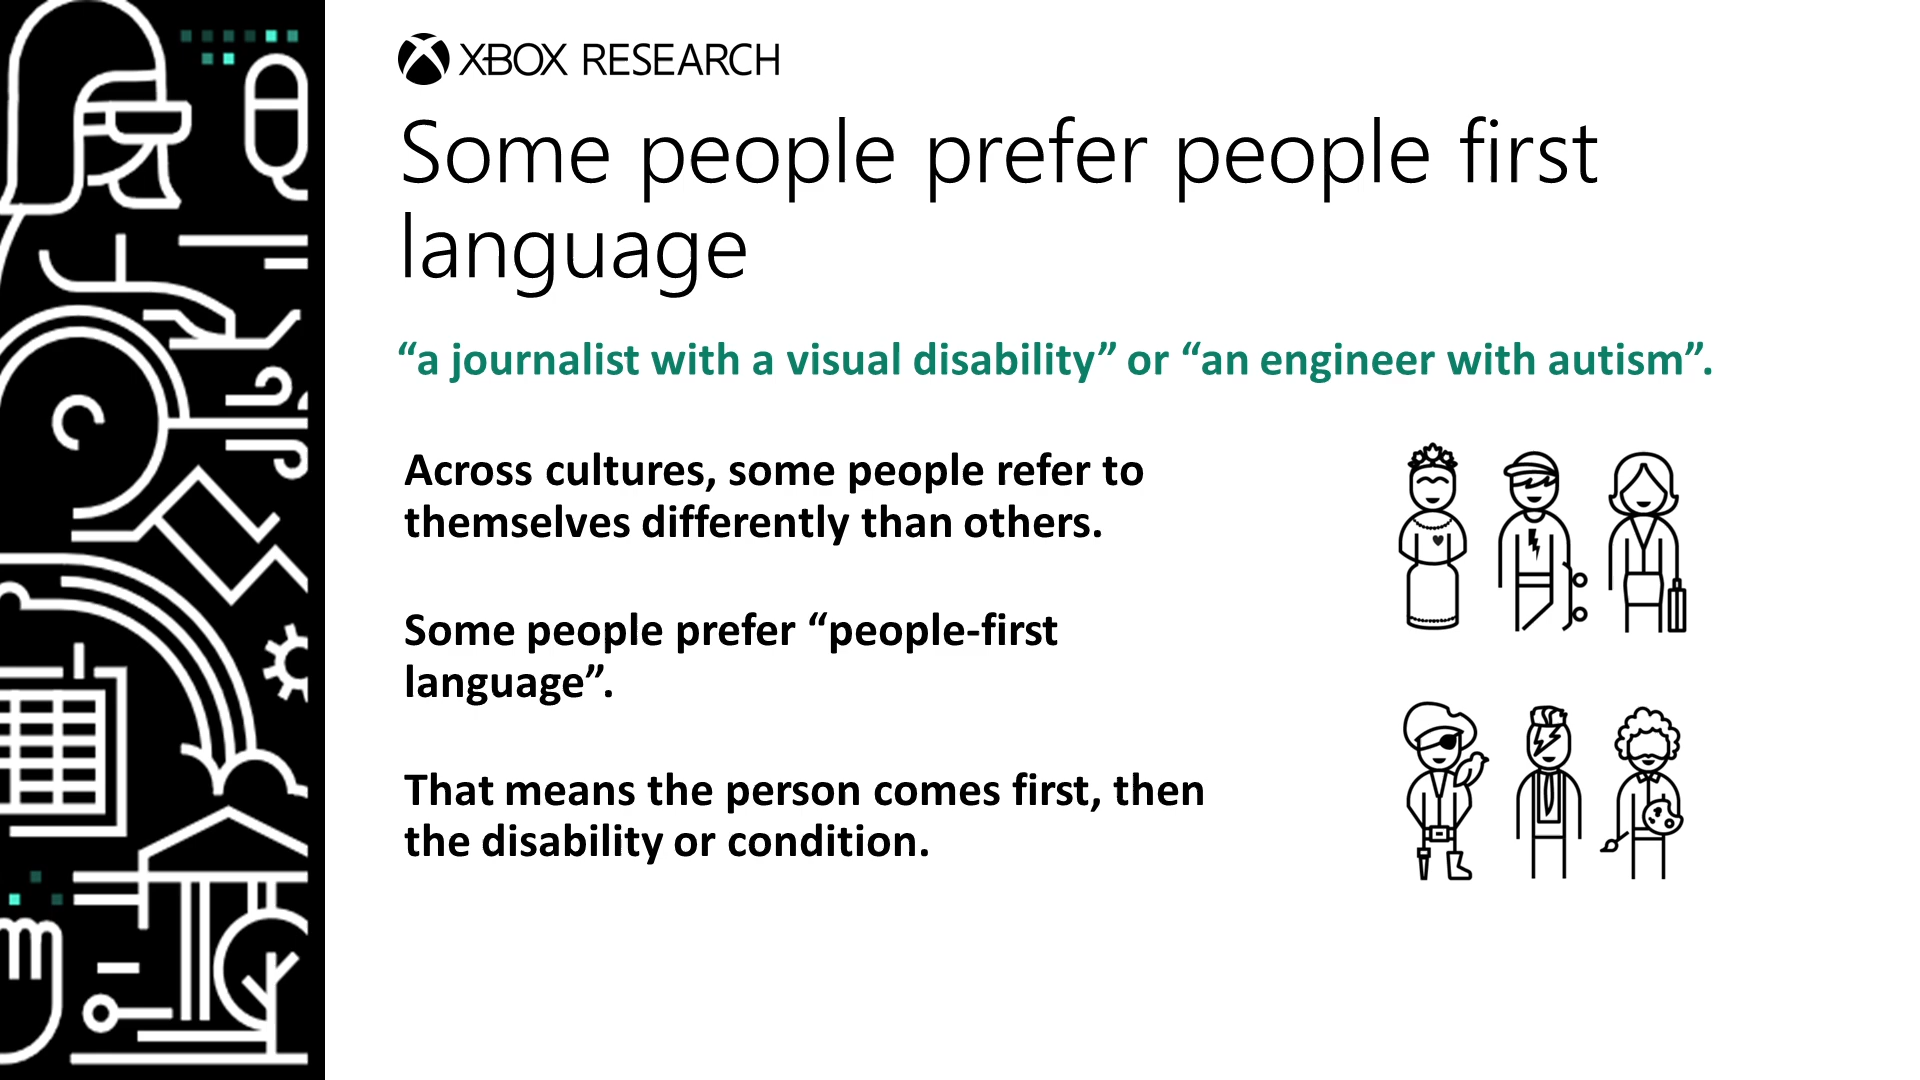 XBOX RESEARCH
Some people prefer people first
language
“a journalist with a visual disability” or “an engineer with autism”.
Across cultures, some people refer to
themselves differently than others.
Some people prefer “people-first
language”.
That means the person comes first, then
the disability or condition.